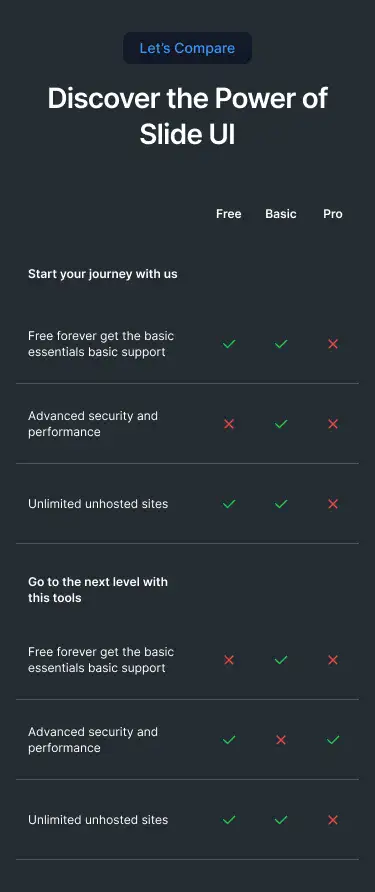 Let's Compare
Discover the Power of
Slide UI
Free Basic Pro
Start your journey with us
Free forever get the basic
essentials basic support
Advanced security and
performance
Unlimited unhosted sites
Go to the next level with
this tools
Free forever get the basic
essentials basic support
Advanced security and
performance
Unlimited unhosted sites